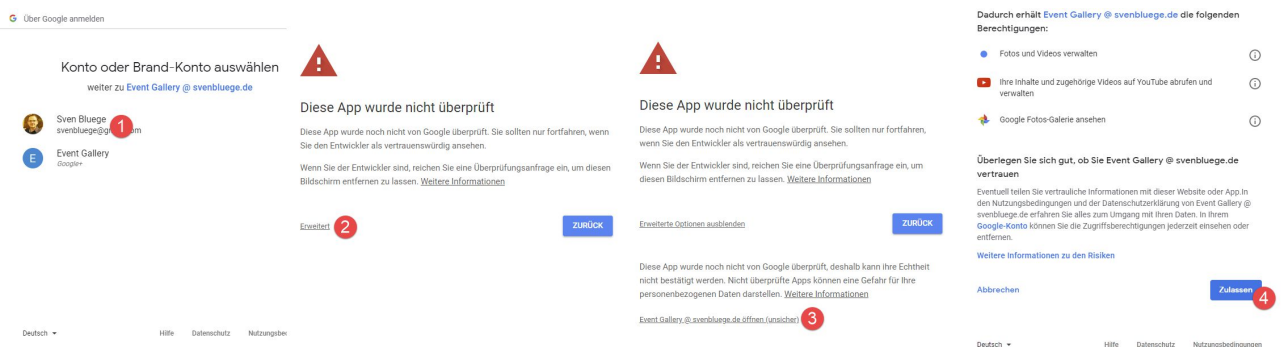 G Über Google anmelden
Konto oder Brand-Konto auswählen
weiter zu Event Gallery @ svenbluege.de
Sven Bluege
1
E
Event Gallery
Google+
Deutsch
Hilfe Datenschutz
Diese App wurde nicht überprüft
Diese App wurde noch nicht von Google überprüft. Sie sollten nur fortfahren, wenn
Sie den Entwickler als vertrauenswürdig ansehen.
Wenn Sie der Entwickler sind, reichen Sie eine Überprüfungsanfrage ein, um diesen
Bildschirm entfernen zu lassen. Weitere Informationen
Erweitert 2
ZURÜCK
Diese App wurde nicht überprüft
Diese App wurde noch nicht von Google überprüft. Sie sollten nur fortfahren,
wenn Sie den Entwickler als vertrauenswürdig ansehen.
Wenn Sie der Entwickler sind, reichen Sie eine Überprüfungsanfrage ein, um
diesen Bildschirm entfernen zu lassen. Weitere Informationen
Erweiterte Optionen ausblenden
ZURÜCK
Diese App wurde noch nicht von Google überprüft, deshalb kann ihre Echtheit
nicht bestätigt werden. Nicht überprüfte Apps können eine Gefahr für Ihre
personenbezogenen Daten darstellen. Weitere Informationen
Event Gallery @ svenbluege.de öffnen (unsicher) 3
Dadurch erhält Event Gallery @ svenbluege.de die folgenden
Berechtigungen:
Fotos und Videos verwalten
Ihre Inhalte und zugehörige Videos auf YouTube abrufen und
verwalten
Google Fotos-Galerie ansehen
Überlegen Sie sich gut, ob Sie Event Gallery @ svenbluege.de
vertrauen
Eventuell teilen Sie vertrauliche Informationen mit dieser Website oder App.In
den Nutzungsbedingungen und der Datenschutzerklärung von Event Gallery @
svenbluege.de erfahren Sie alles zum Umgang mit Ihren Daten. In Ihrem
Google-Konto können Sie die Zugriffsberechtigungen jederzeit einsehen oder
entfernen.
Weitere Informationen zu den Risiken
Abbrechen
Zulassen 4
Deutsch
Hilfe Datenschutz Nutzungsbedingungen